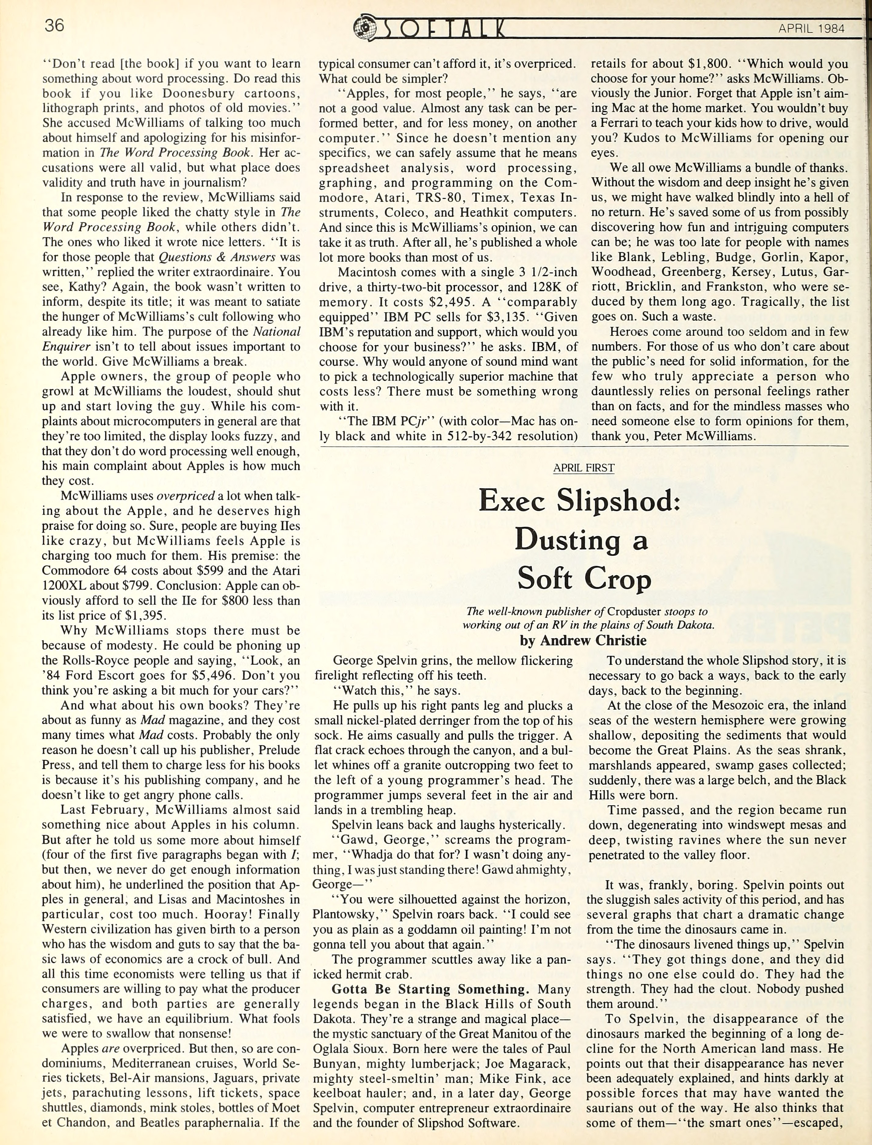 36
SOFTALK
APRIL 1984
“Don’t read [the book] if you want to learn
something about word processing. Do read this
book if you like Doonesbury cartoons,
lithograph prints, and photos of old movies.”
She accused McWilliams of talking too much
about himself and apologizing for his misinfor-
mation in The Word Processing Book. Her ac-
cusations were all valid, but what place does
validity and truth have in journalism?
In response to the review, McWilliams said
that some people liked the chatty style in The
Word Processing Book, while others didn’t.
The ones who liked it wrote nice letters. “It is
for those people that Questions & Answers was
written,” replied the writer extraordinaire. You
see, Kathy? Again, the book wasn’t written to
inform, despite its title; it was meant to satiate
the hunger of McWilliams’s cult following who
already like him. The purpose of the National
Enquirer isn’t to tell about issues important to
the world. Give McWilliams a break.
Apple owners, the group of people who
growl at McWilliams the loudest, should shut
up and start loving the guy. While his com-
plaints about microcomputers in general are that
they’re too limited, the display looks fuzzy, and
that they don’t do word processing well enough,
his main complaint about Apples is how much
they cost.
McWilliams uses overpriced a lot when talk-
ing about the Apple, and he deserves high
praise for doing so. Sure, people are buying IIes
like crazy, but McWilliams feels Apple is
charging too much for them. His premise: the
Commodore 64 costs about $599 and the Atari
1200XL about $799. Conclusion: Apple can ob-
viously afford to sell the IIe for $800 less than
its list price of $1,395.
Why McWilliams stops there must be
because of modesty. He could be phoning up
the Rolls-Royce people and saying, “Look, an
’84 Ford Escort goes for $5,496. Don’t you
think you’re asking a bit much for your cars?”
And what about his own books? They’re
about as funny as Mad magazine, and they cost
many times what Mad costs. Probably the only
reason he doesn’t call up his publisher, Prelude
Press, and tell them to charge less for his books
is because it’s his publishing company, and he
doesn’t like to get angry phone calls.
Last February, McWilliams almost said
something nice about Apples in his column.
But after he told us some more about himself
(four of the first five paragraphs began with I;
but then, we never do get enough information
about him), he underlined the position that Ap-
ples in general, and Lisas and Macintoshes in
particular, cost too much. Hooray! Finally
Western civilization has given birth to a person
who has the wisdom and guts to say that the ba-
sic laws of economics are a crock of bull. And
all this time economists were telling us that if
consumers are willing to pay what the producer
charges, and both parties are generally
satisfied, we have an equilibrium. What fools
we were to swallow that nonsense!
Apples are overpriced. But then, so are con-
dominiums, Mediterranean cruises, World Se-
ries tickets, Bel-Air mansions, Jaguars, private
jets, parachuting lessons, lift tickets, space
shuttles, diamonds, mink stoles, bottles of Moet
et Chandon, and Beatles paraphernalia. If the
typical consumer can’t afford it, it’s overpriced.
What could be simpler?
“Apples, for most people,” he says, “are
not a good value. Almost any task can be per-
formed better, and for less money, on another
computer.” Since he doesn’t mention any
specifics, we can safely assume that he means
spreadsheet analysis, word processing,
graphing, and programming on the Com-
modore, Atari, TRS-80, Timex, Texas In-
struments, Coleco, and Heathkit computers.
And since this is McWilliams’s opinion, we can
take it as truth. After all, he’s published a whole
lot more books than most of us.
Macintosh comes with a single 3 1/2-inch
drive, a thirty-two-bit processor, and 128K of
memory. It costs $2,495. A “comparably
equipped” IBM PC sells for $3,135. “Given
IBM’s reputation and support, which would you
choose for your business?” he asks. IBM, of
course. Why would anyone of sound mind want
to pick a technologically superior machine that
costs less? There must be something wrong
with it.
“The IBM PCjr” (with color—Mac has on-
ly black and white in 512-by-342 resolution)
retails for about $1,800. “Which would you
choose for your home?” asks McWilliams. Ob-
viously the Junior. Forget that Apple isn’t aim-
ing Mac at the home market. You wouldn’t buy
a Ferrari to teach your kids how to drive, would
you? Kudos to McWilliams for opening our
eyes.
We all owe McWilliams a bundle of thanks.
Without the wisdom and deep insight he’s given
us, we might have walked blindly into a hell of
no return. He’s saved some of us from possibly
discovering how fun and intriguing computers
can be; he was too late for people with names
like Blank, Lebling, Budge, Gorlin, Kapor,
Woodhead, Greenberg, Kersey, Lutus, Gar-
riott, Bricklin, and Frankston, who were se-
duced by them long ago. Tragically, the list
goes on. Such a waste.
Heroes come around too seldom and in few
numbers. For those of us who don’t care about
the public’s need for solid information, for the
few who truly appreciate a person who
dauntlessly relies on personal feelings rather
than on facts, and for the mindless masses who
need someone else to form opinions for them,
thank you, Peter McWilliams.
APRIL FIRST
Exec Slipshod:
Dusting a
Soft Crop
The well-known publisher of Cropduster stoops to
working out of an RV in the plains of South Dakota.
by Andrew Christie
George Spelvin grins, the mellow flickering
firelight reflecting off his teeth.
“Watch this,” he says.
He pulls up his right pants leg and plucks a
small nickel-plated derringer from the top of his
sock. He aims casually and pulls the trigger. A
flat crack echoes through the canyon, and a bul-
let whines off a granite outcropping two feet to
the left of a young programmer’s head. The
programmer jumps several feet in the air and
lands in a trembling heap.
Spelvin leans back and laughs hysterically.
“Gawd, George,” screams the program-
mer, “Whadja do that for? I wasn’t doing any-
thing, I was just standing there! Gawd ahmighty,
George—”
“You were silhouetted against the horizon,
Plantowsky,” Spelvin roars back. “I could see
you as plain as a goddamn oil painting! I’m not
gonna tell you about that again.”
The programmer scuttles away like a pan-
icked hermit crab.
Gotta Be Starting Something. Many
legends began in the Black Hills of South
Dakota. They’re a strange and magical place—
the mystic sanctuary of the Great Manitou of the
Oglala Sioux. Born here were the tales of Paul
Bunyan, mighty lumberjack; Joe Magarack,
mighty steel-smeltin’ man; Mike Fink, ace
keelboat hauler; and, in a later day, George
Spelvin, computer entrepreneur extraordinaire
and the founder of Slipshod Software.
To understand the whole Slipshod story, it is
necessary to go back a ways, back to the early
days, back to the beginning.
At the close of the Mesozoic era, the inland
seas of the western hemisphere were growing
shallow, depositing the sediments that would
become the Great Plains. As the seas shrank,
marshlands appeared, swamp gases collected;
suddenly, there was a large belch, and the Black
Hills were born.
Time passed, and the region became run
down, degenerating into windswept mesas and
deep, twisting ravines where the sun never
penetrated to the valley floor.
It was, frankly, boring. Spelvin points out
the sluggish sales activity of this period, and has
several graphs that chart a dramatic change
from the time the dinosaurs came in.
“The dinosaurs livened things up,” Spelvin
says. “They got things done, and they did
things no one else could do. They had the
strength. They had the clout. Nobody pushed
them around.”
To Spelvin, the disappearance of the
dinosaurs marked the beginning of a long de-
cline for the North American land mass. He
points out that their disappearance has never
been adequately explained, and hints darkly at
possible forces that may have wanted the
saurians out of the way. He also thinks that
some of them—“the smart ones”—escaped,